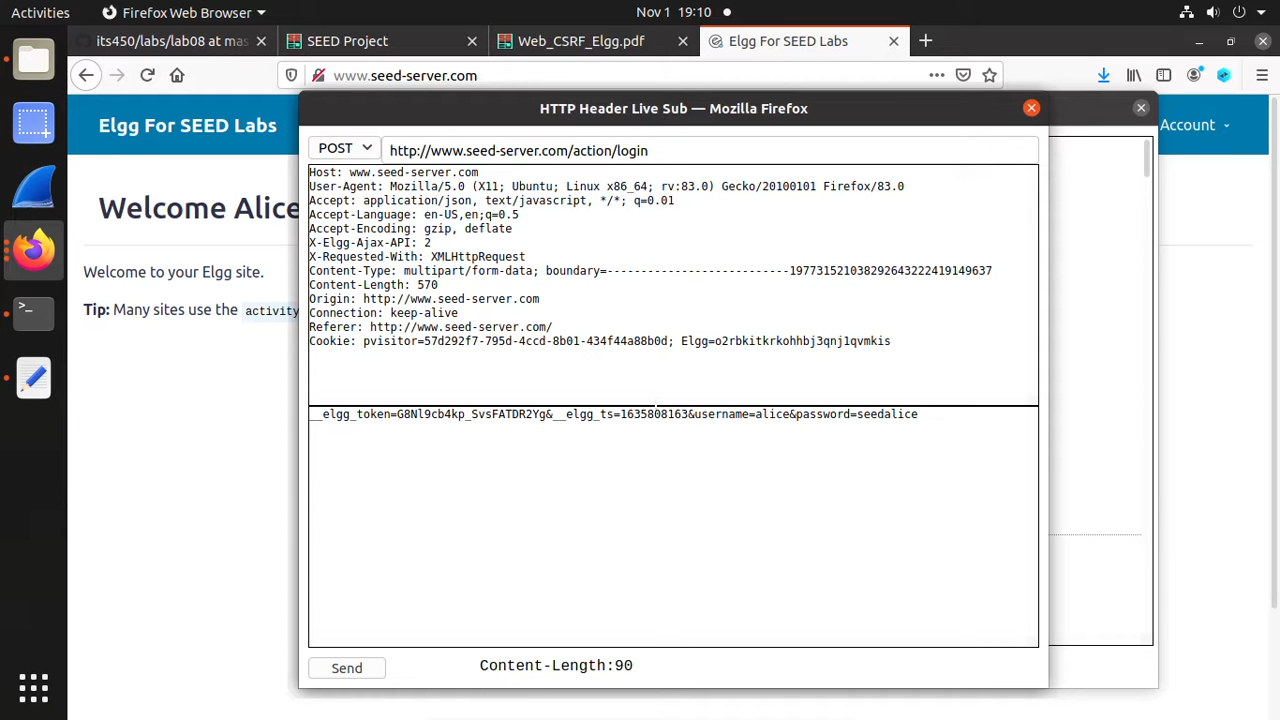 Activities
Firefox Web Browser
Nov 1 19:10
its450/labs/lab08 at mas
SEED Project
Web_CSRF_Elgg.pdf
Elgg For SEED Labs
www.seed-server.com
Elgg For SEED Labs
Account
HTTP Header Live Sub — Mozilla Firefox
POST
http://www.seed-server.com/action/login
Host: www.seed-server.com
User-Agent: Mozilla/5.0 (X11; Ubuntu; Linux x86_64; rv:83.0) Gecko/20100101 Firefox/83.0
Accept: application/json, text/javascript, */*; q=0.01
Accept-Language: en-US,en;q=0.5
Accept-Encoding: gzip, deflate
X-Elgg-Ajax-API: 2
X-Requested-With: XMLHttpRequest
Content-Type: multipart/form-data; boundary=---------------------------197731521038292643222419149637
Content-Length: 570
Origin: http://www.seed-server.com
Connection: keep-alive
Referer: http://www.seed-server.com/
Cookie: pvisitor=57d292f7-795d-4ccd-8b01-434f44a88b0d; Elgg=o2rbkitkrkohhbj3qnj1qvmkis
__elgg_token=G8Nl9cb4kp_SvsFATDR2Yg&__elgg_ts=1635808163&username=alice&password=seedalice
Send
Content-Length:90
Welcome Alice
Welcome to your Elgg site.
Tip: Many sites use the activity